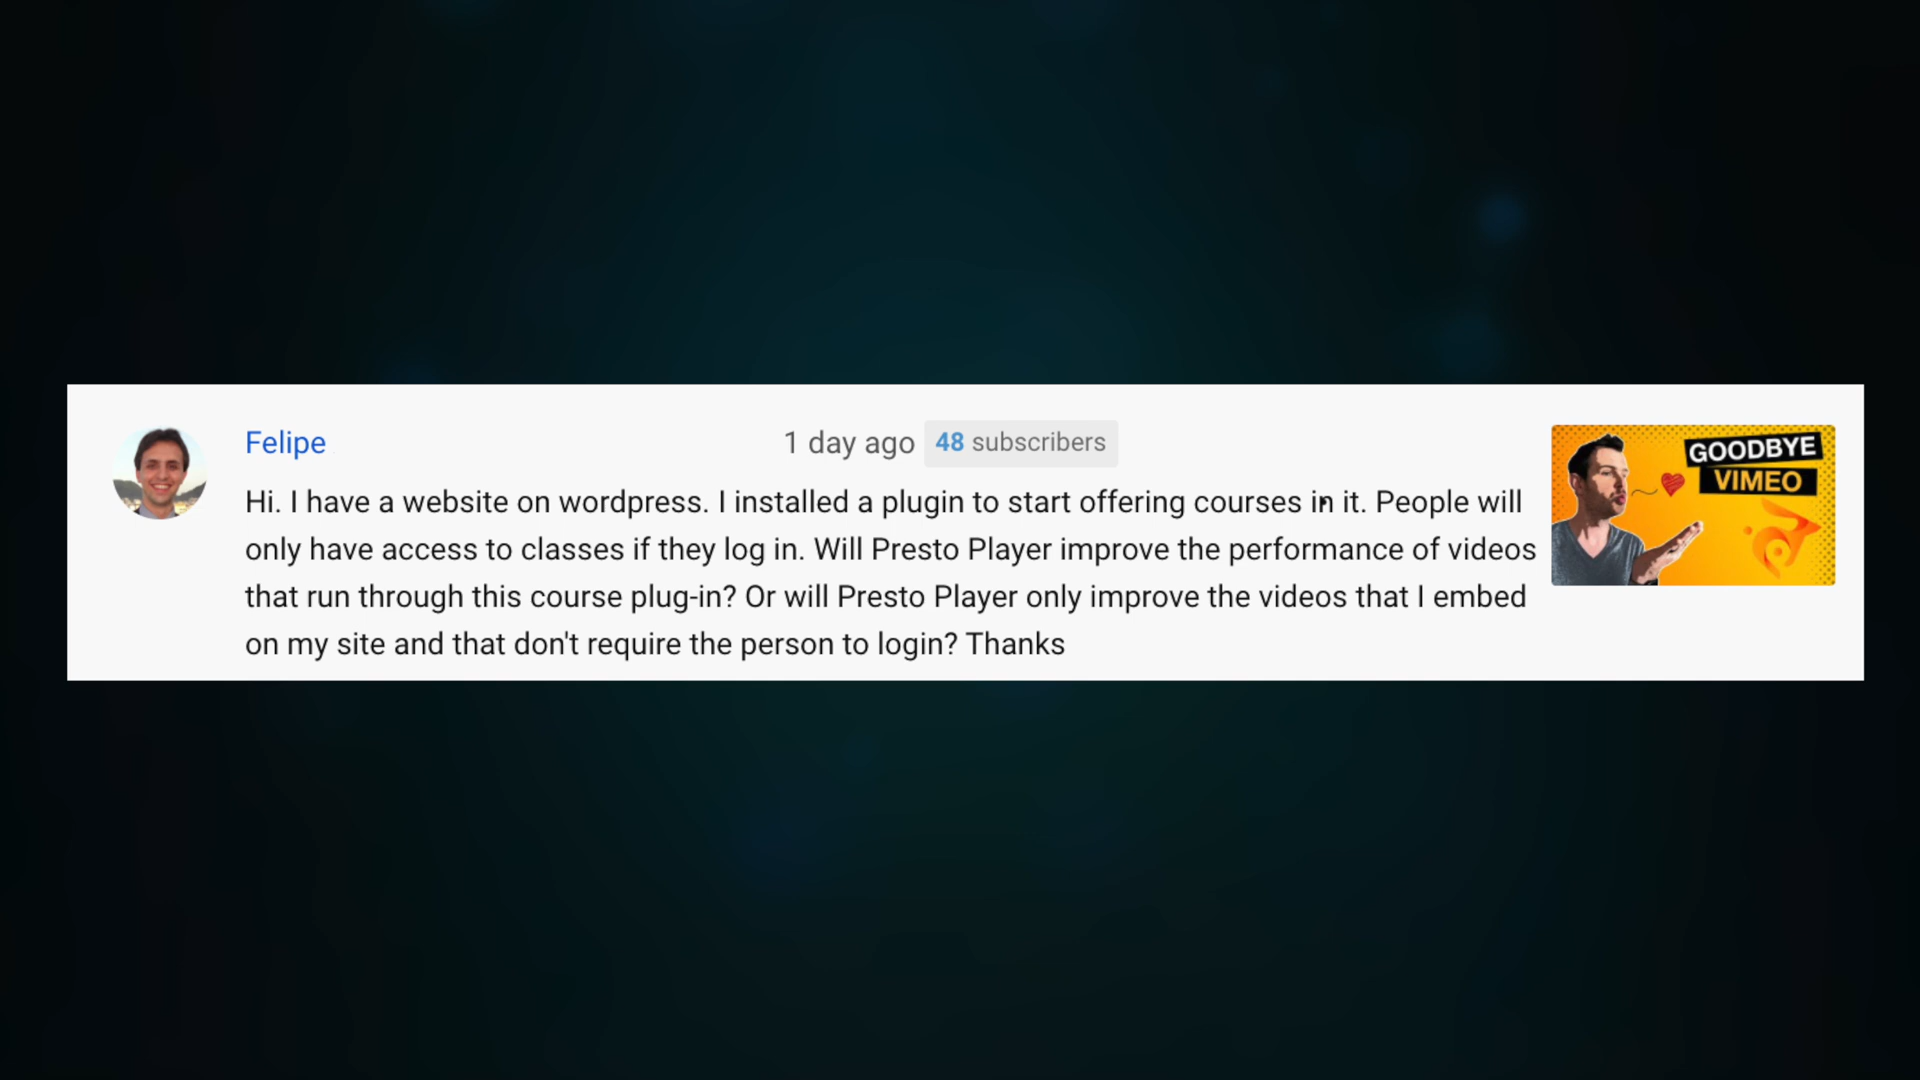 Felipe
1 day ago 48 subscribers
Hi. I have a website on wordpress. I installed a plugin to start offering courses in it. People will
only have access to classes if they log in. Will Presto Player improve the performance of videos
that run through this course plug-in? Or will Presto Player only improve the videos that I embed
on my site and that don't require the person to login? Thanks
GOODBYE
VIMEO